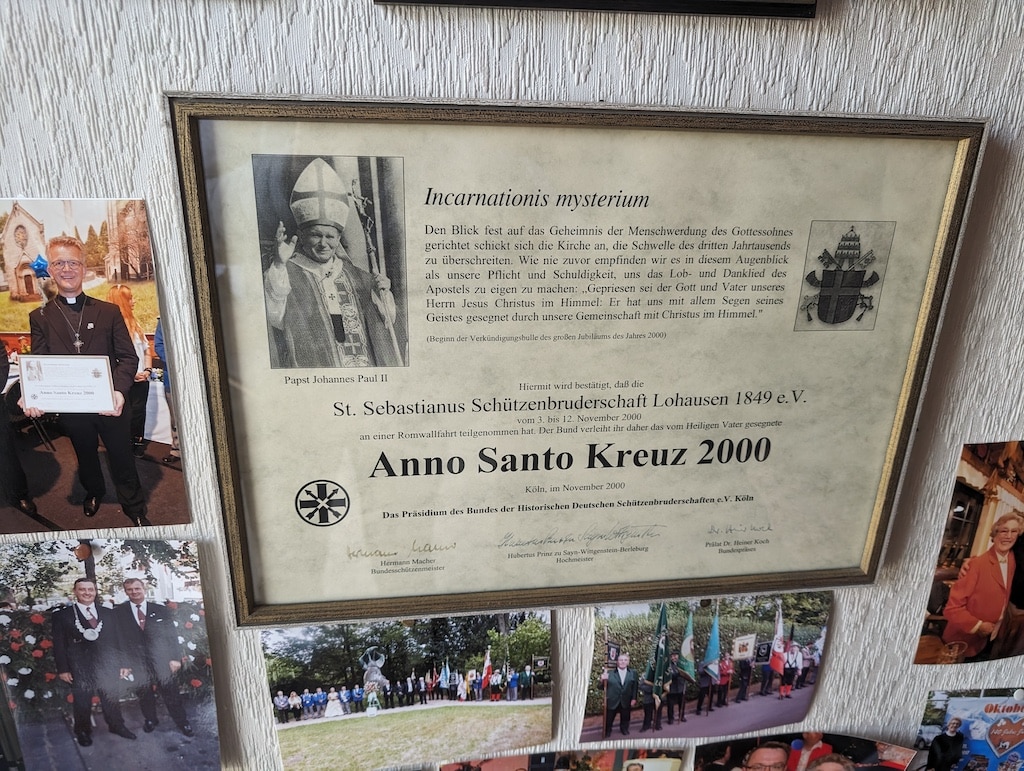 Incarnationis mysterium
Den Blick fest auf das Geheimnis der Menschwerdung des Gottessohnes
gerichtet schickt sich die Kirche an, die Schwelle des dritten Jahrtausends
zu überschreiten. Wie nie zuvor empfinden wir es in diesem Augenblick
als unsere Pflicht und Schuldigkeit, uns das Lob- und Danklied des
Apostels zu eigen zu machen: „Gepriesen sei der Gott und Vater unseres
Herrn Jesus Christus im Himmel: Er hat uns mit allem Segen seines
Geistes gesegnet durch unsere Gemeinschaft mit Christus im Himmel."
(Beginn der Verkündigungsbulle des großen Jubiläums des Jahres 2000)
Papst Johannes Paul II
Hiermit wird bestätigt, daß die
St. Sebastianus Schützenbruderschaft Lohausen 1849 e.V.
vom 3. bis 12. November 2000
an einer Romwallfahrt teilgenommen hat. Der Bund verleiht ihr daher das vom Heiligen Vater gesegnete
Anno Santo Kreuz 2000
Köln, im November 2000
Das Präsidium des Bundes der Historischen Deutschen Schützenbruderschaften e.V. Köln
Hermann Macher
Bundesschützenmeister
Hubertus Prinz zu Sayn-Wittgenstein-Berleburg
Hochmeister
Dr. Heiner Koch
Prälat Dr. Heiner Koch
Bundespräses
Anno Santo Kreuz 2000
Oktob